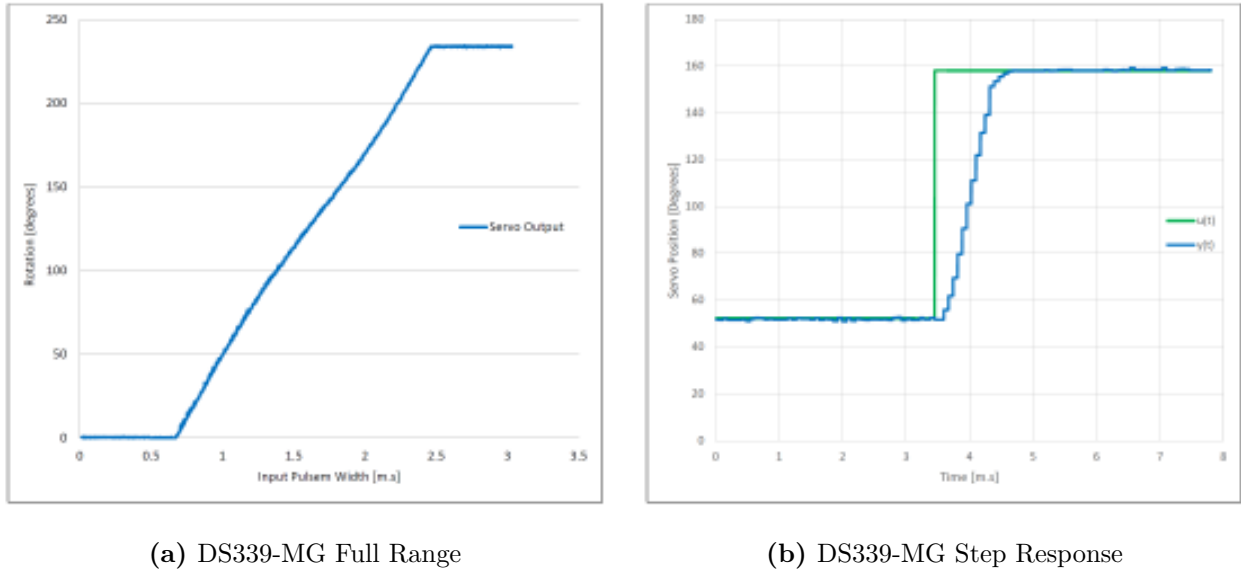 250
200
150
100
50
0
Rotation [degrees]
0 0.5 1 1.5 2 2.5 3 3.5
Input Pulsem Width [m.s]
Servo Output
180
160
140
120
100
80
60
40
20
0
Servo Position [Degrees]
0 1 2 3 4 5 6 7 8
Time [m.s]
u(t)
y(t)
(a) DS339-MG Full Range
(b) DS339-MG Step Response